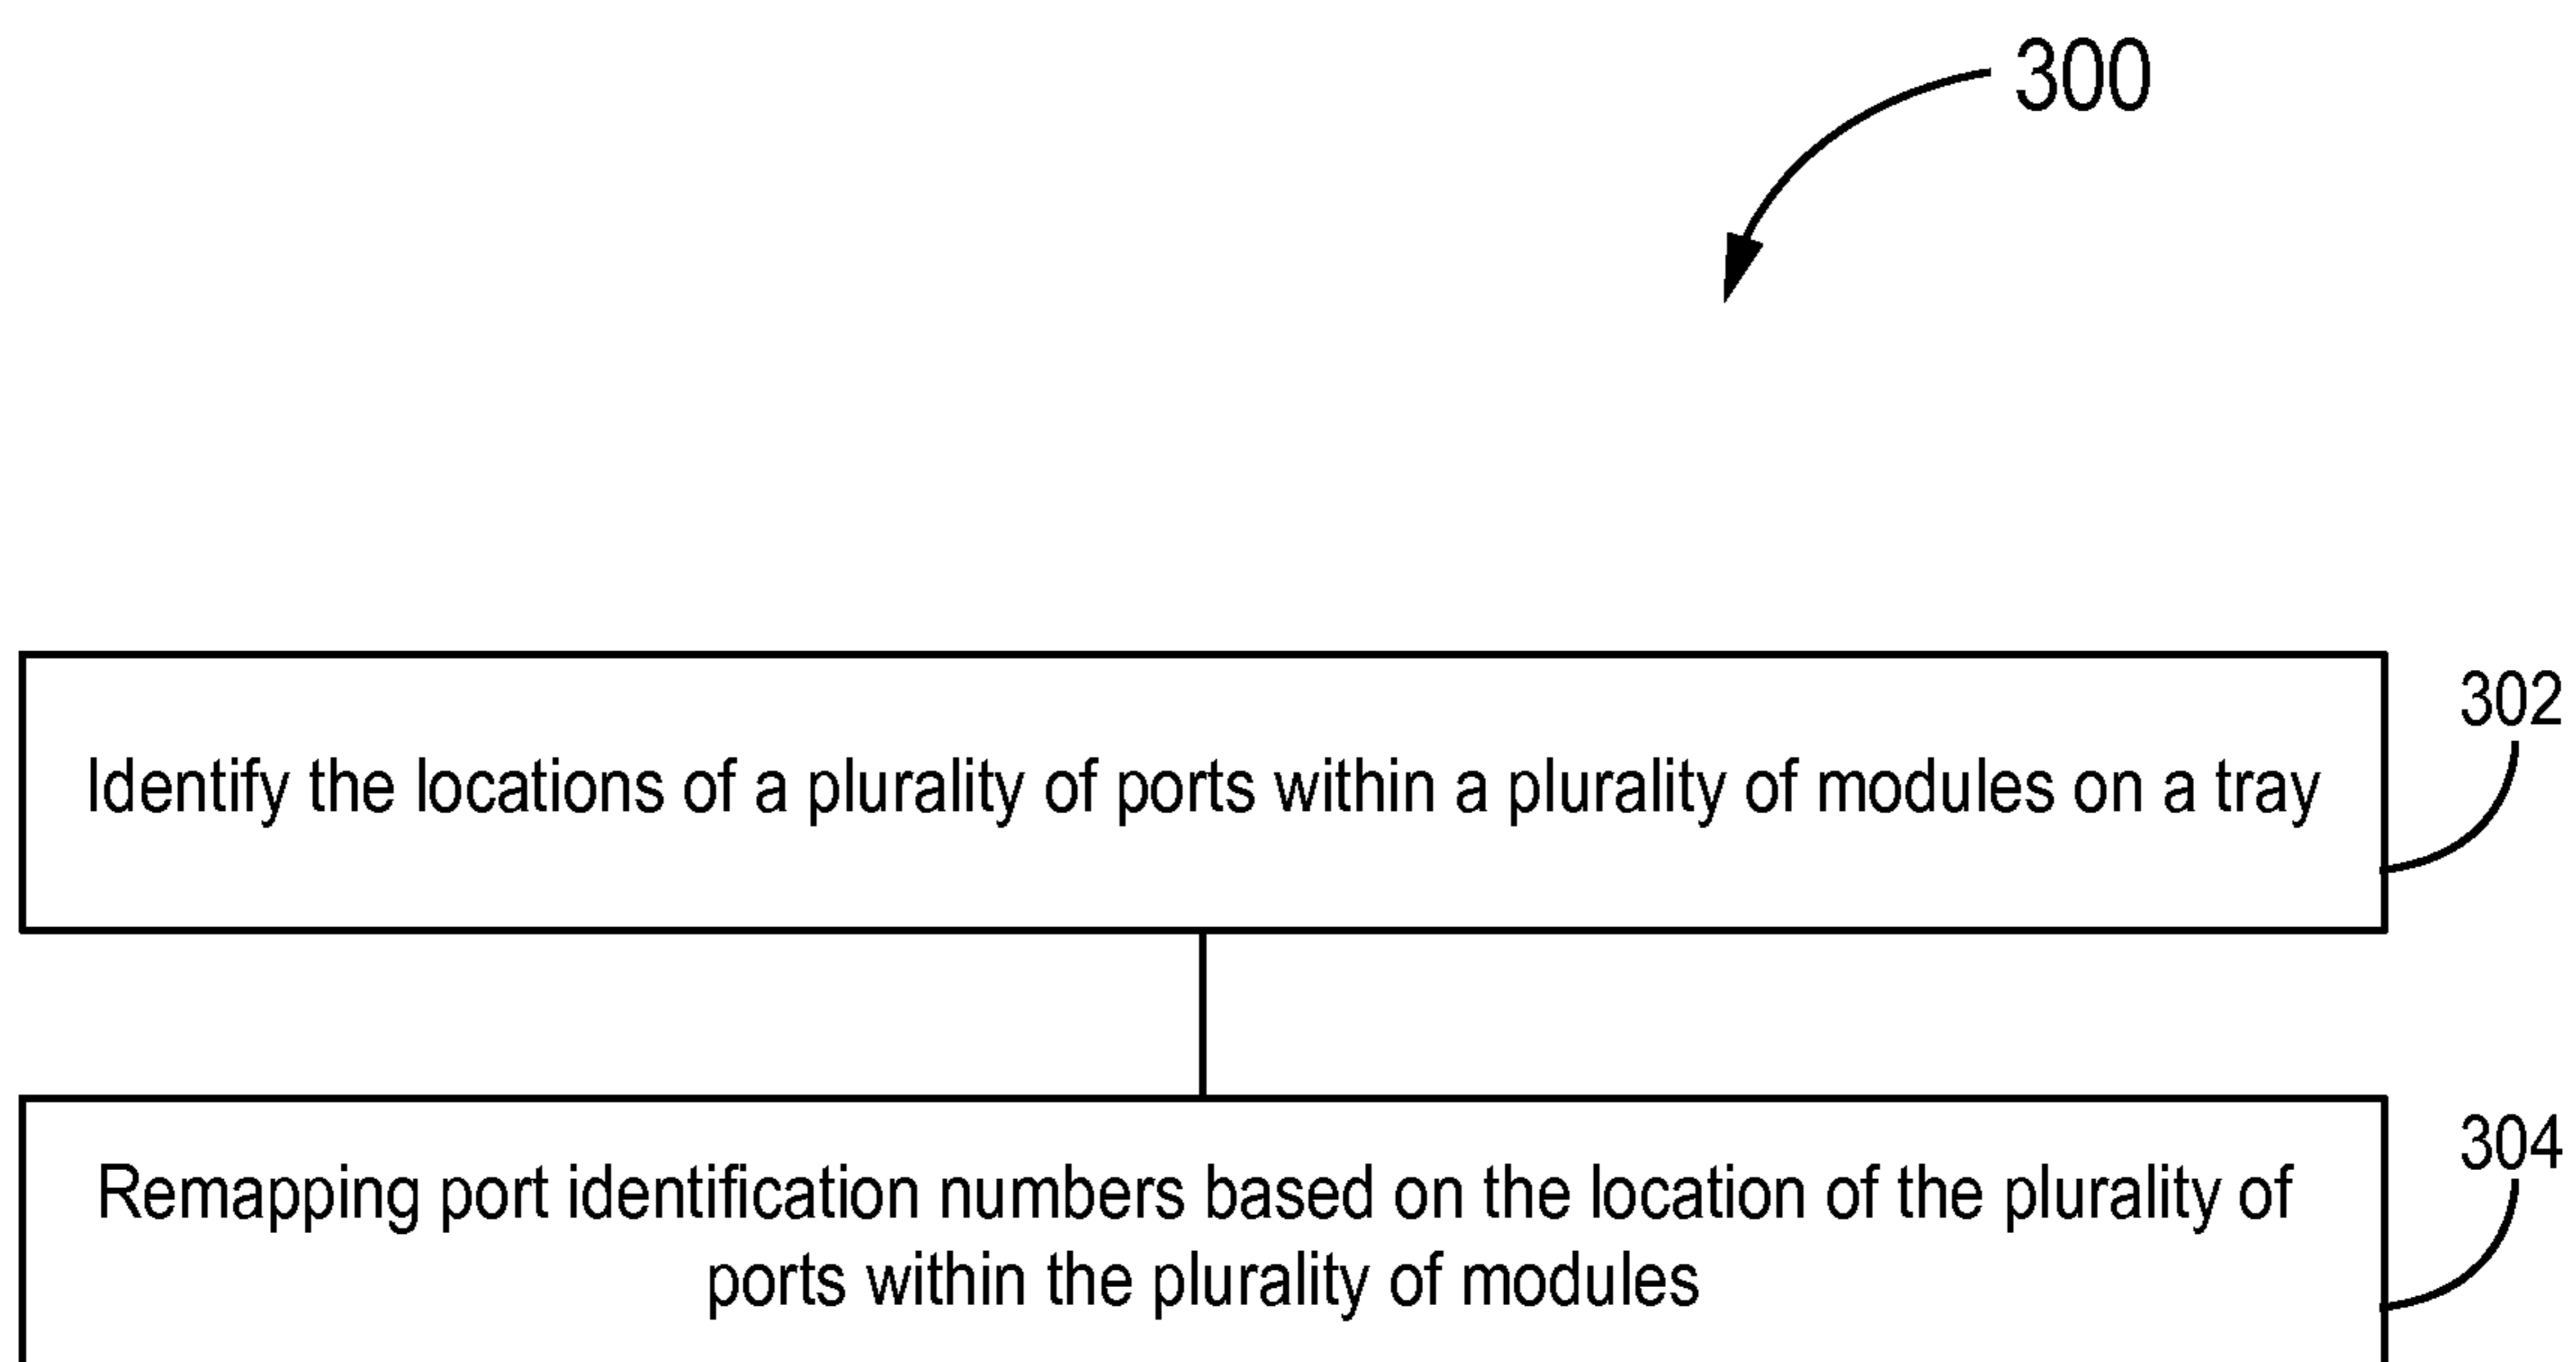 300
302
Identify the locations of a plurality of ports within a plurality of modules on a tray
304
Remapping port identification numbers based on the location of the plurality of
ports within the plurality of modules